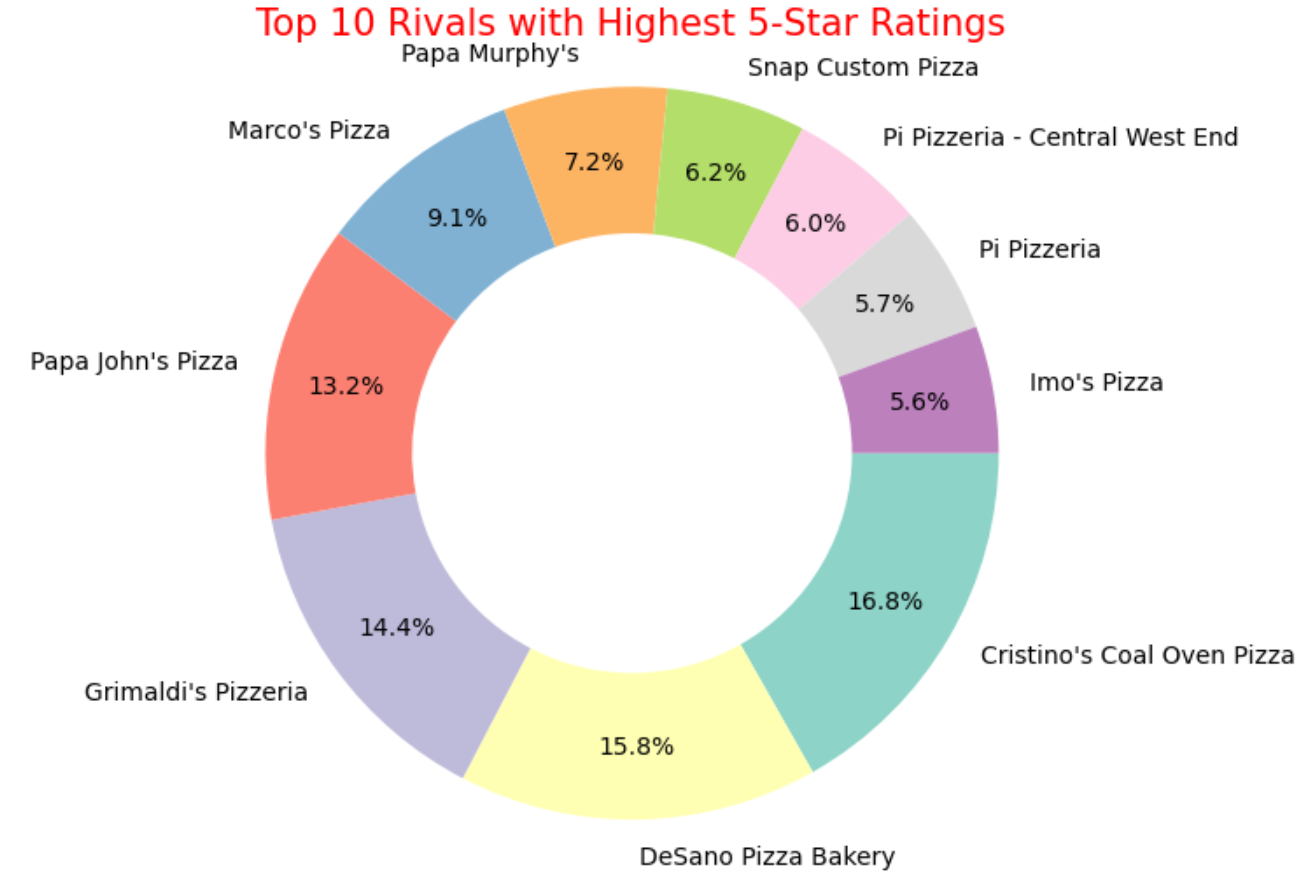 Top 10 Rivals with Highest 5-Star Ratings
Papa Murphy's
Snap Custom Pizza
Marco's Pizza
Pi Pizzeria - Central West End
7.2%
6.2%
9.1%
6.0%
Pi Pizzeria
5.7%
Papa John's Pizza
13.2%
Imo's Pizza
5.6%
16.8%
14.4%
Cristino's Coal Oven Pizza
Grimaldi's Pizzeria
15.8%
DeSano Pizza Bakery